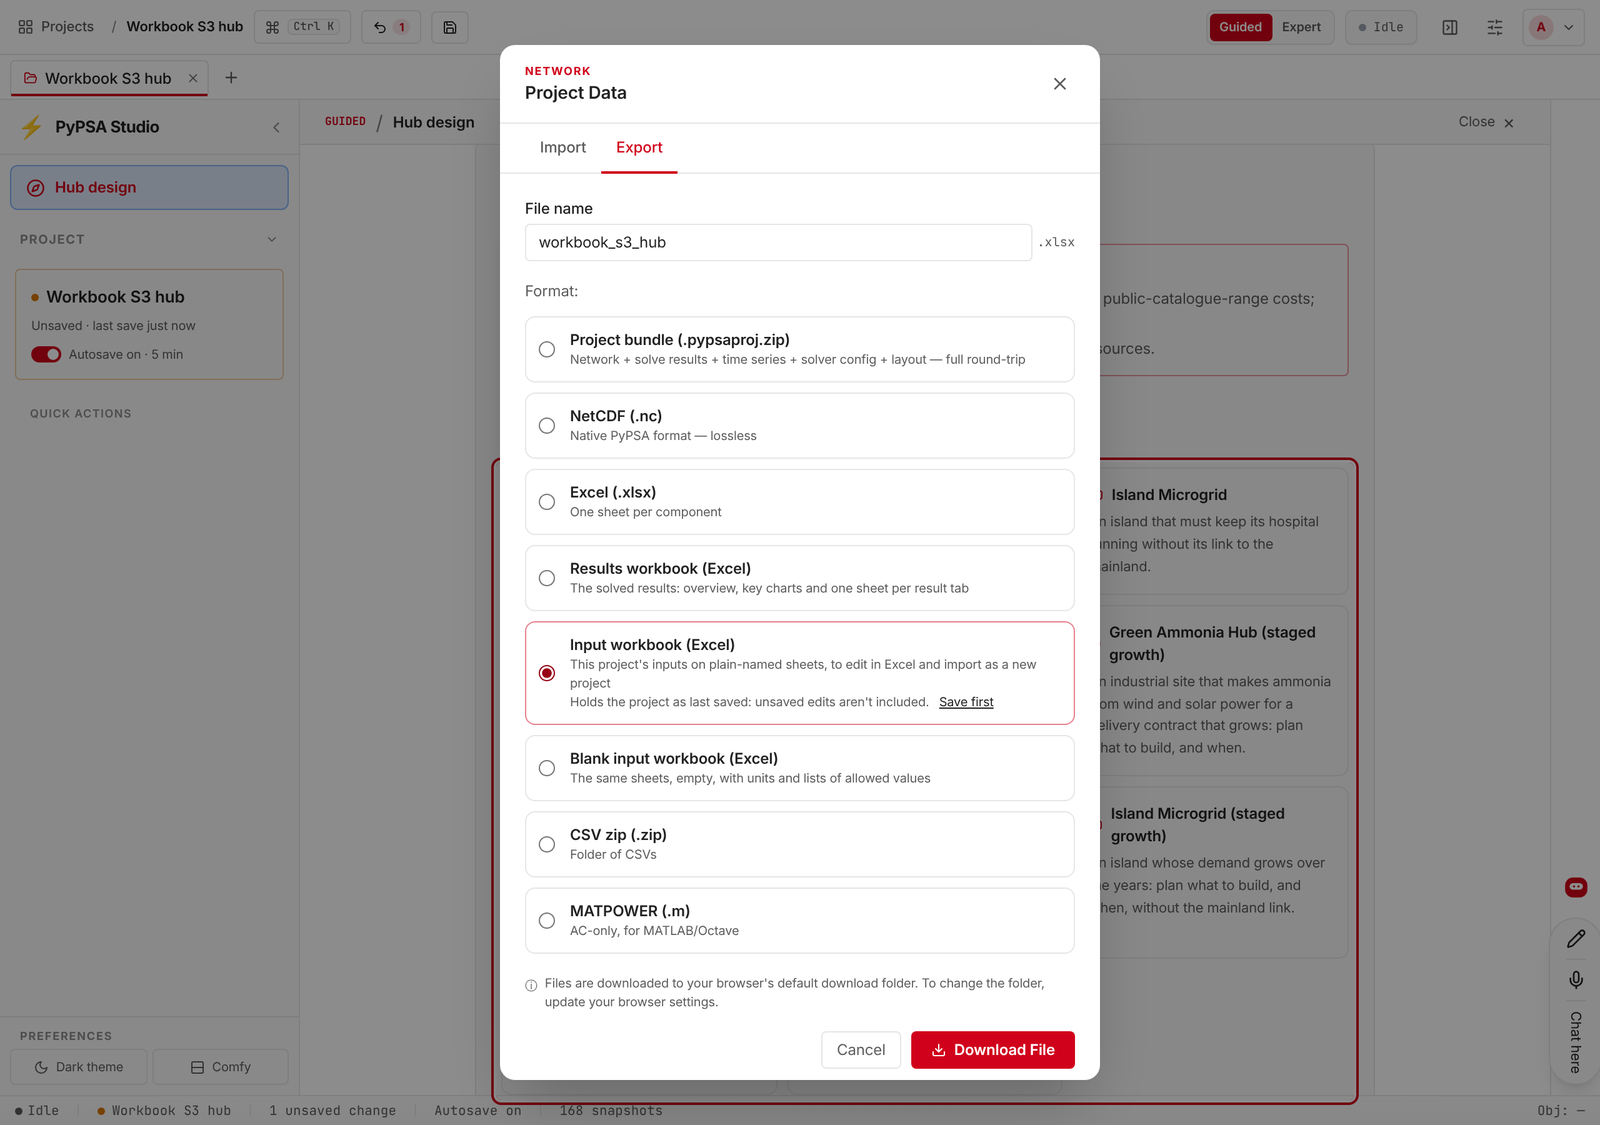 Projects / Workbook S3 hub
Ctrl K
1
Guided
Expert
Idle
A
Workbook S3 hub
PyPSA Studio
GUIDED / Hub design
Close
Hub design
PROJECT
Workbook S3 hub
Unsaved · last save just now
Autosave on · 5 min
QUICK ACTIONS
NETWORK
Project Data
Import
Export
File name
workbook_s3_hub
.xlsx
Format:
Project bundle (.pypsaproj.zip)
Network + solve results + time series + solver config + layout — full round-trip
NetCDF (.nc)
Native PyPSA format — lossless
Excel (.xlsx)
One sheet per component
Results workbook (Excel)
The solved results: overview, key charts and one sheet per result tab
Input workbook (Excel)
This project's inputs on plain-named sheets, to edit in Excel and import as a new
project
Holds the project as last saved: unsaved edits aren't included. Save first
Blank input workbook (Excel)
The same sheets, empty, with units and lists of allowed values
CSV zip (.zip)
Folder of CSVs
MATPOWER (.m)
AC-only, for MATLAB/Octave
Files are downloaded to your browser's default download folder. To change the folder,
update your browser settings.
Cancel
Download File
public-catalogue-range costs;
sources.
Island Microgrid
island that must keep its hospital
without its link to the
Green Ammonia Hub (staged
growth)
industrial site that makes ammonia
wind and solar power for a
contract that grows: plan
to build, and when.
Island Microgrid (staged
growth)
island whose demand grows over
years: plan what to build, and
without the mainland link.
Chat here
PREFERENCES
Dark theme
Comfy
Idle
Workbook S3 hub
1 unsaved change
Autosave on
168 snapshots
Obj: —